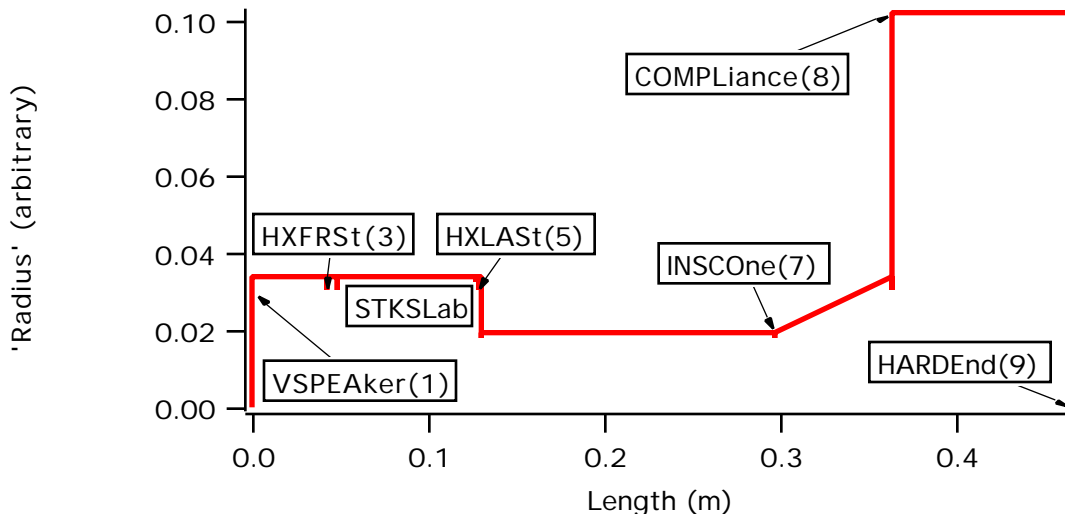 'Radius' (arbitrary)
0.10
COMPLiance(8)
0.08
0.06
HXFRSt(3)
HXLASt(5)
0.04
INSCOne(7)
STKSLab
0.02
VSPEAker(1)
HARDEnd(9)
0.00
0.0 0.1 0.2 0.3 0.4
Length (m)